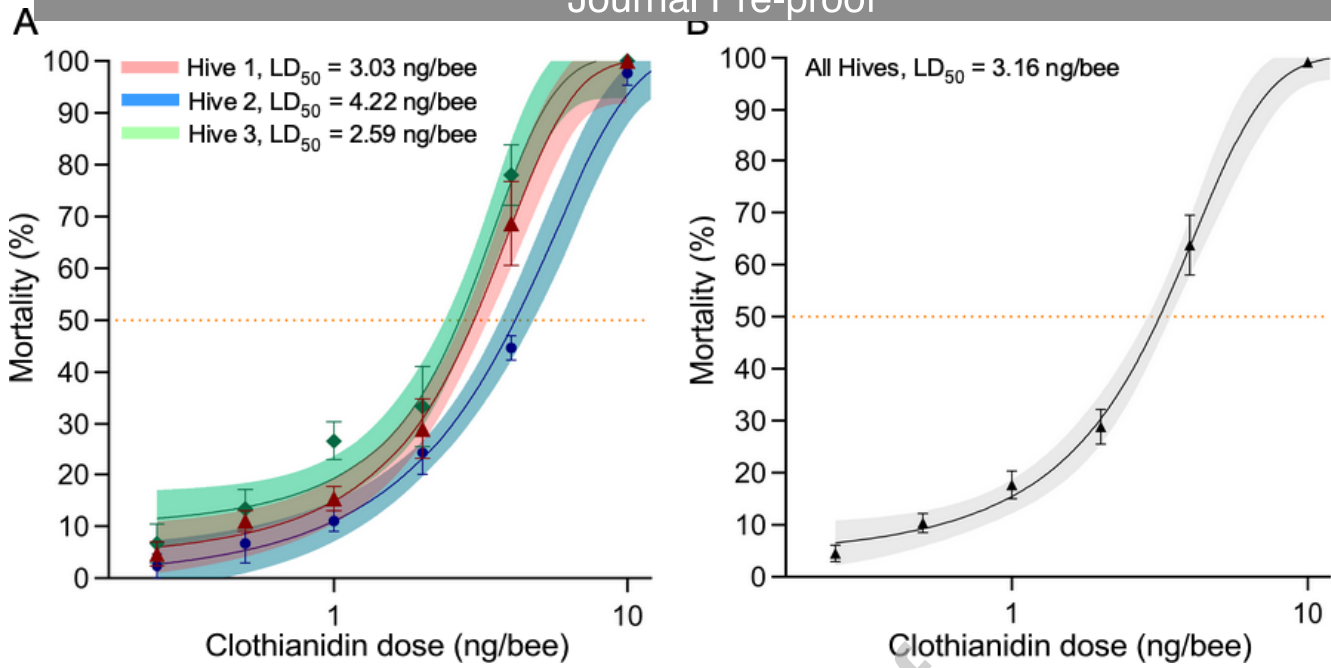 Journal Pre-proof
A
B
Hive 1, LD50 = 3.03 ng/bee
Hive 2, LD50 = 4.22 ng/bee
Hive 3, LD50 = 2.59 ng/bee
Mortality (%)
100
90
80
70
60
50
40
30
20
10
0
1
10
Clothianidin dose (ng/bee)
All Hives, LD50 = 3.16 ng/bee
Mortality (%)
100
90
80
70
60
50
40
30
20
10
0
1
10
Clothianidin dose (ng/bee)